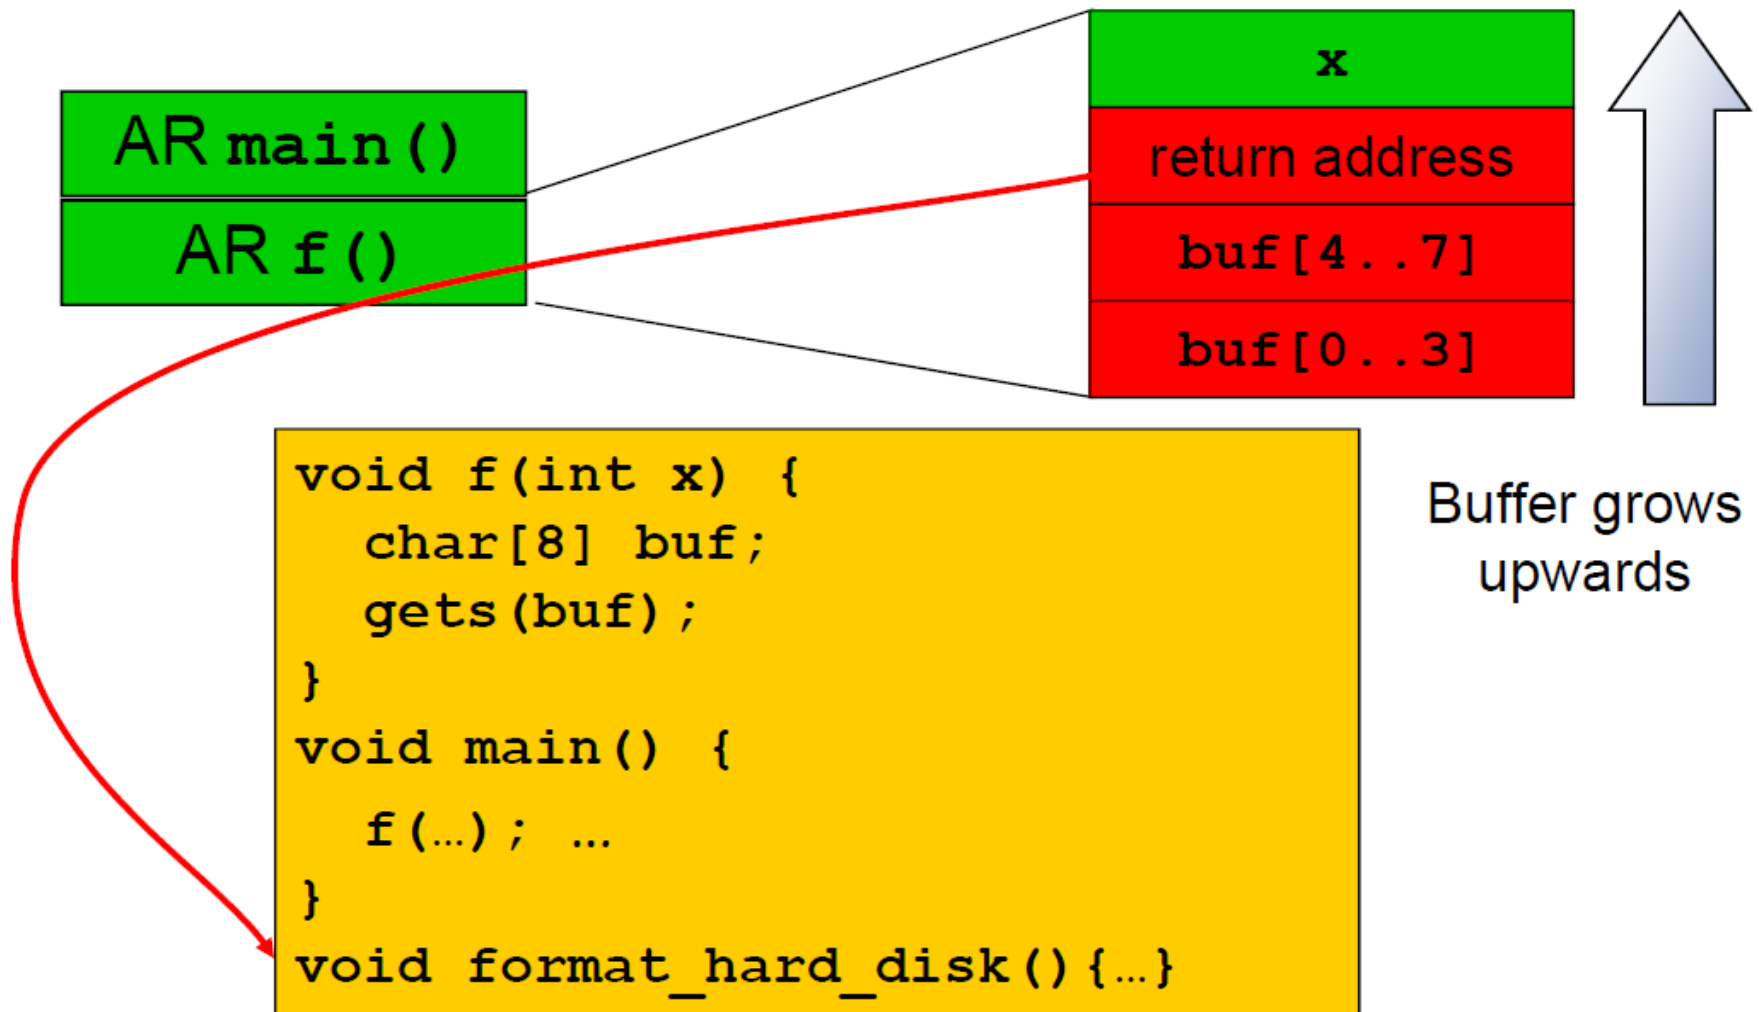 AR main()
AR f()
x
return address
buf[4..7]
buf[0..3]
Buffer grows
upwards
void f(int x) {
char[8] buf;
gets(buf);
}
void main() {
f(…); …
}
void format_hard_disk(){…}